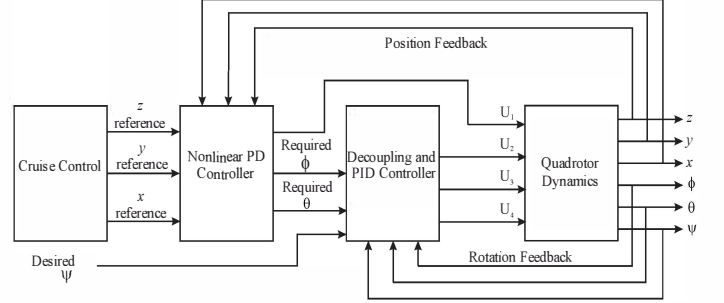 Position Feedback
z
reference
y
reference
x
reference
Cruise Control
Nonlinear PD
Controller
Required
ϕ
Required
θ
Decoupling and
PID Controller
U₁
U₂
U₃
U₄
Quadrotor
Dynamics
z
y
x
ϕ
θ
ψ
Desired
ψ
Rotation Feedback